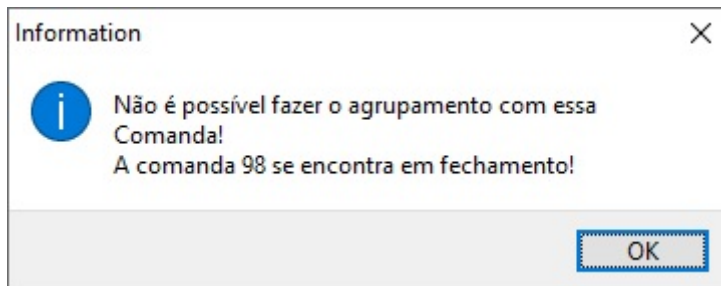 Information
Não é possível fazer o agrupamento com essa
Comanda!
A comanda 98 se encontra em fechamento!
OK